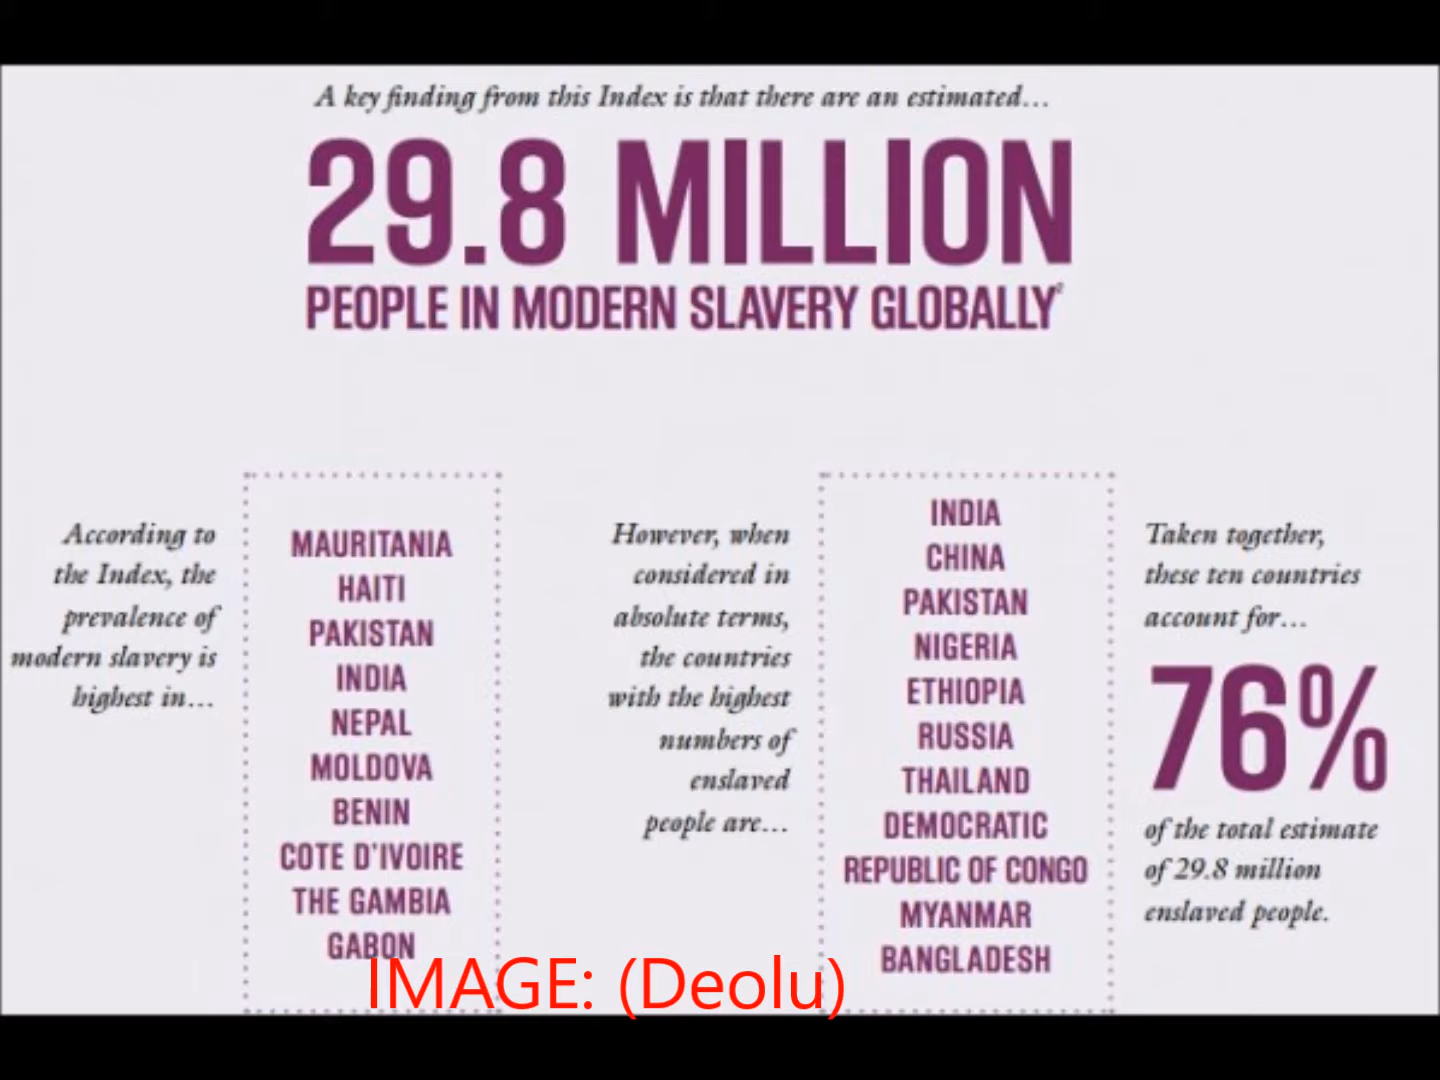 A key finding from this Index is that there are an estimated...
29.8 MILLION
PEOPLE IN MODERN SLAVERY GLOBALLY²
According to
the Index, the
prevalence of
modern slavery is
highest in...
MAURITANIA
HAITI
PAKISTAN
INDIA
NEPAL
MOLDOVA
BENIN
COTE D'IVOIRE
THE GAMBIA
GABON
However, when
considered in
absolute terms,
the countries
with the highest
numbers of
enslaved
people are...
INDIA
CHINA
PAKISTAN
NIGERIA
ETHIOPIA
RUSSIA
THAILAND
DEMOCRATIC
REPUBLIC OF CONGO
MYANMAR
BANGLADESH
Taken together,
these ten countries
account for...
76%
of the total estimate
of 29.8 million
enslaved people.
IMAGE: (Deolu)